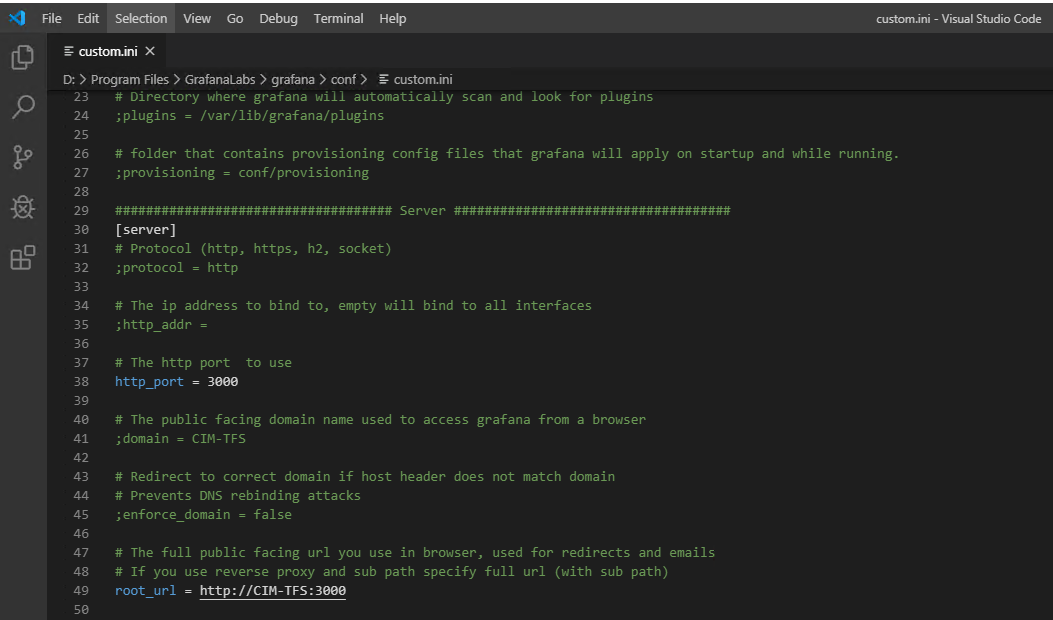 File Edit Selection View Go Debug Terminal Help custom.ini - Visual Studio Code
custom.ini
D: > Program Files > GrafanaLabs > grafana > conf > custom.ini
23 # Directory where grafana will automatically scan and look for plugins
24 ;plugins = /var/lib/grafana/plugins
25
26 # folder that contains provisioning config files that grafana will apply on startup and while running.
27 ;provisioning = conf/provisioning
28
29 #################################### Server ####################################
30 [server]
31 # Protocol (http, https, h2, socket)
32 ;protocol = http
33
34 # The ip address to bind to, empty will bind to all interfaces
35 ;http_addr =
36
37 # The http port  to use
38 http_port = 3000
39
40 # The public facing domain name used to access grafana from a browser
41 ;domain = CIM-TFS
42
43 # Redirect to correct domain if host header does not match domain
44 # Prevents DNS rebinding attacks
45 ;enforce_domain = false
46
47 # The full public facing url you use in browser, used for redirects and emails
48 # If you use reverse proxy and sub path specify full url (with sub path)
49 root_url = http://CIM-TFS:3000
50